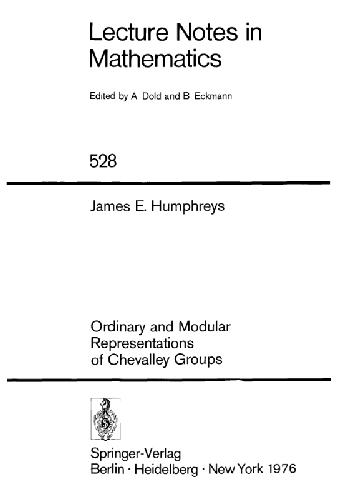 Lecture Notes in
Mathematics
Edited by A. Dold and B. Eckmann
528
James E. Humphreys
Ordinary and Modular
Representations
of Chevalley Groups
Springer-Verlag
Berlin · Heidelberg · New York 1976